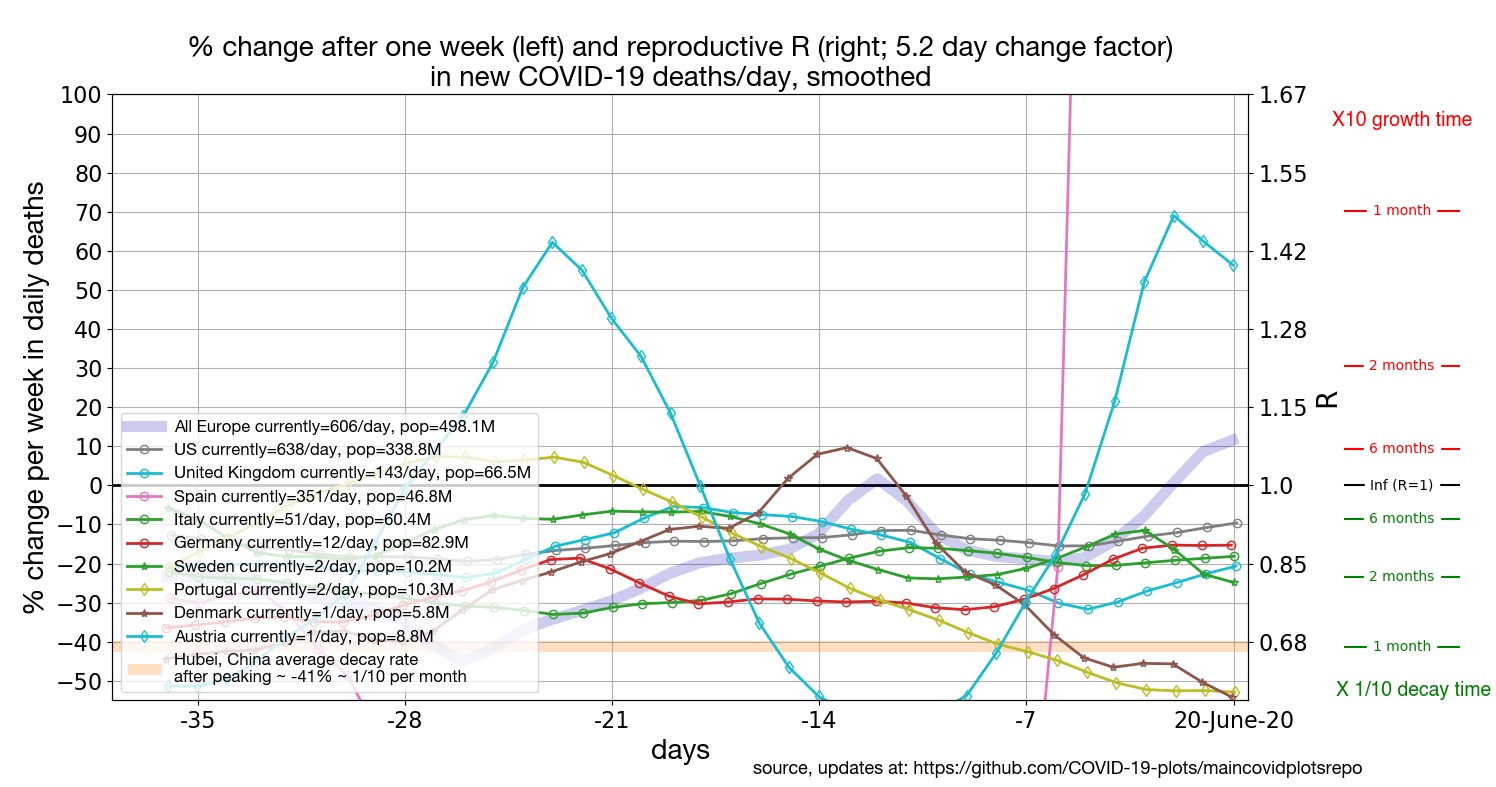 % change after one week (left) and reproductive R (right; 5.2 day change factor)
in new COVID-19 deaths/day, smoothed
100
90
80
70
60
50
40
30
20
10
0
−10
−20
−30
−40
−50
% change per week in daily deaths
All Europe currently=606/day, pop=498.1M
US currently=638/day, pop=338.8M
United Kingdom currently=143/day, pop=66.5M
Spain currently=351/day, pop=46.8M
Italy currently=51/day, pop=60.4M
Germany currently=12/day, pop=82.9M
Sweden currently=2/day, pop=10.2M
Portugal currently=2/day, pop=10.3M
Denmark currently=1/day, pop=5.8M
Austria currently=1/day, pop=8.8M
Hubei, China average decay rate
after peaking ~ -41% ~ 1/10 per month
-35
-28
-21
-14
-7
20-June-20
days
1.67
1.55
1.42
1.28
1.15
1.0
0.85
0.68
R
X10 growth time
1 month
2 months
6 months
Inf (R=1)
6 months
2 months
1 month
X 1/10 decay time
source, updates at: https://github.com/COVID-19-plots/maincovidplotsrepo